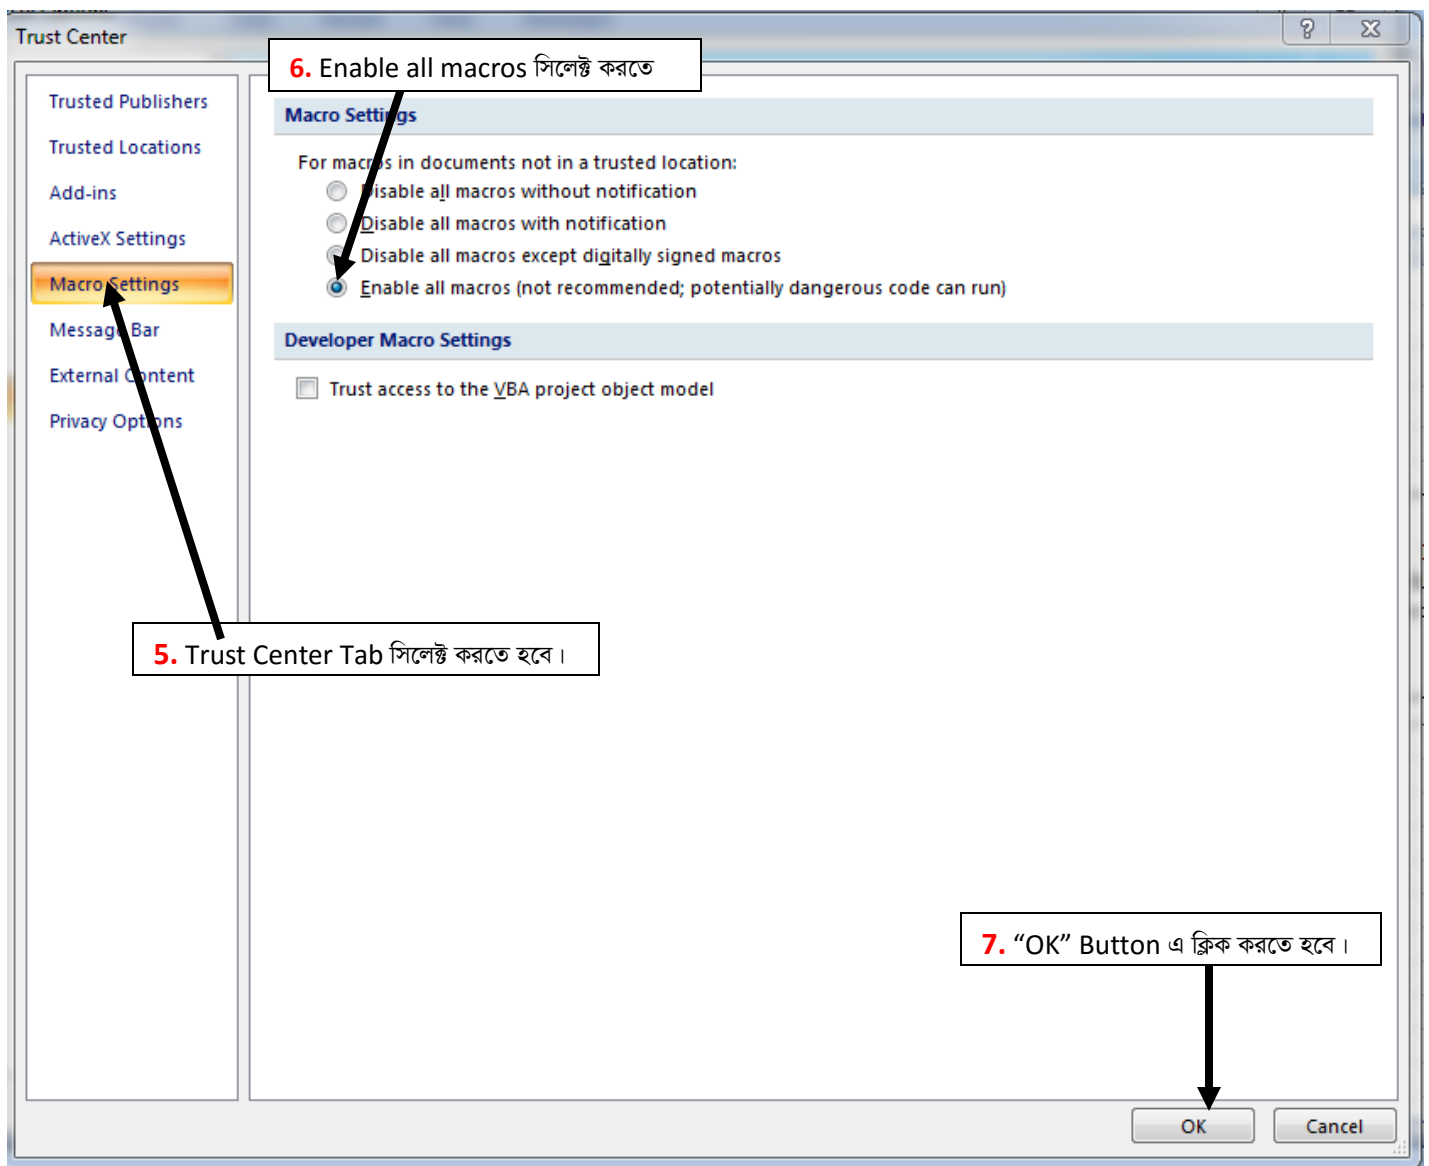 Trust Center
6. Enable all macros সিলেক্ট করতে
Trusted Publishers
Trusted Locations
Add-ins
ActiveX Settings
Macro Settings
Message Bar
External Content
Privacy Options
Macro Settings
For macros in documents not in a trusted location:
Disable all macros without notification
Disable all macros with notification
Disable all macros except digitally signed macros
Enable all macros (not recommended; potentially dangerous code can run)
Developer Macro Settings
Trust access to the VBA project object model
5. Trust Center Tab সিলেক্ট করতে হবে।
7. “OK” Button এ ক্লিক করতে হবে।
OK
Cancel